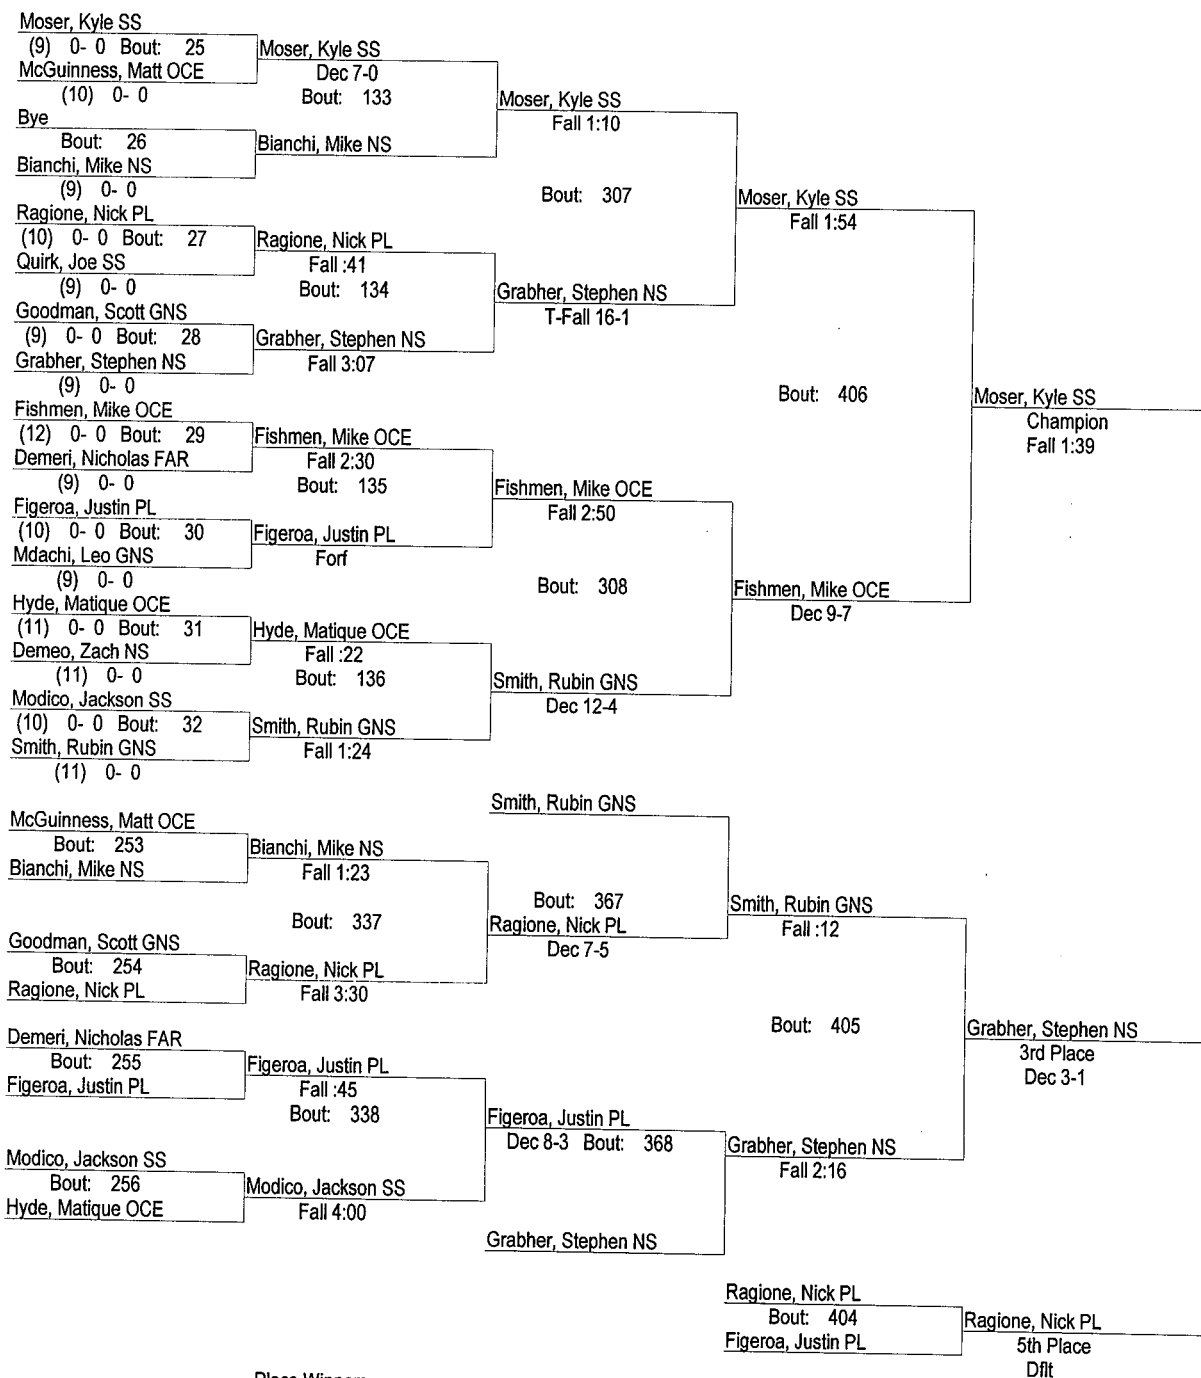 Moser, Kyle SS
(9) 0- 0 Bout: 25
McGuinness, Matt OCE
(10) 0- 0
Bye
Bout: 26
Bianchi, Mike NS
(9) 0- 0
Ragione, Nick PL
(10) 0- 0 Bout: 27
Quirk, Joe SS
(9) 0- 0
Goodman, Scott GNS
(9) 0- 0 Bout: 28
Grabher, Stephen NS
(9) 0- 0
Fishmen, Mike OCE
(12) 0- 0 Bout: 29
Demeri, Nicholas FAR
(9) 0- 0
Figeroa, Justin PL
(10) 0- 0 Bout: 30
Mdachi, Leo GNS
(9) 0- 0
Hyde, Matique OCE
(11) 0- 0 Bout: 31
Demeo, Zach NS
(11) 0- 0
Modico, Jackson SS
(10) 0- 0 Bout: 32
Smith, Rubin GNS
(11) 0- 0
Moser, Kyle SS
Dec 7-0
Bout: 133
Bianchi, Mike NS
Ragione, Nick PL
Fall :41
Bout: 134
Grabher, Stephen NS
Fall 3:07
Fishmen, Mike OCE
Fall 2:30
Bout: 135
Figeroa, Justin PL
Forf
Hyde, Matique OCE
Fall :22
Bout: 136
Smith, Rubin GNS
Fall 1:24
Moser, Kyle SS
Fall 1:10
Bout: 307
Grabher, Stephen NS
T-Fall 16-1
Fishmen, Mike OCE
Fall 2:50
Bout: 308
Smith, Rubin GNS
Dec 12-4
Moser, Kyle SS
Fall 1:54
Bout: 406
Fishmen, Mike OCE
Dec 9-7
Moser, Kyle SS
Champion
Fall 1:39
McGuinness, Matt OCE
Bout: 253
Bianchi, Mike NS
Goodman, Scott GNS
Bout: 254
Ragione, Nick PL
Demeri, Nicholas FAR
Bout: 255
Figeroa, Justin PL
Modico, Jackson SS
Bout: 256
Hyde, Matique OCE
Bianchi, Mike NS
Fall 1:23
Bout: 337
Ragione, Nick PL
Fall 3:30
Figeroa, Justin PL
Fall :45
Bout: 338
Modico, Jackson SS
Fall 4:00
Smith, Rubin GNS
Bout: 367
Ragione, Nick PL
Dec 7-5
Figeroa, Justin PL
Dec 8-3 Bout: 368
Grabher, Stephen NS
Smith, Rubin GNS
Fall :12
Bout: 405
Grabher, Stephen NS
Fall 2:16
Grabher, Stephen NS
3rd Place
Dec 3-1
Ragione, Nick PL
Bout: 404
Figeroa, Justin PL
Ragione, Nick PL
5th Place
Dflt